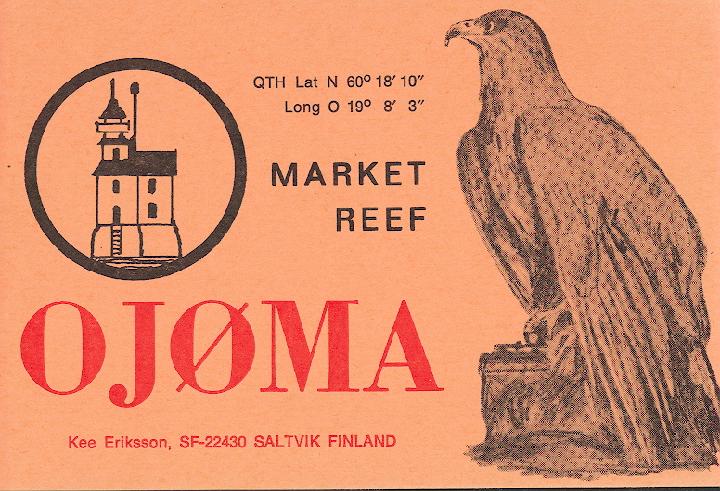 QTH Lat N 60° 18' 10"
Long O 19° 8' 3"
MARKET
REEF
OJØMA
Kee Eriksson, SF-22430 SALTVIK FINLAND